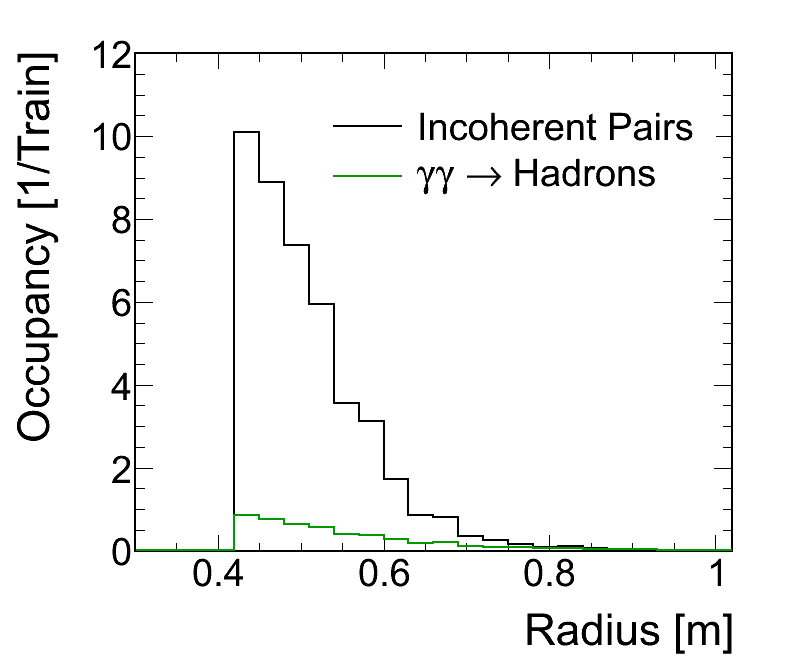 Occupancy [1/Train]
12
10
8
6
4
2
0
Incoherent Pairs
γγ → Hadrons
0.4 0.6 0.8 1
Radius [m]